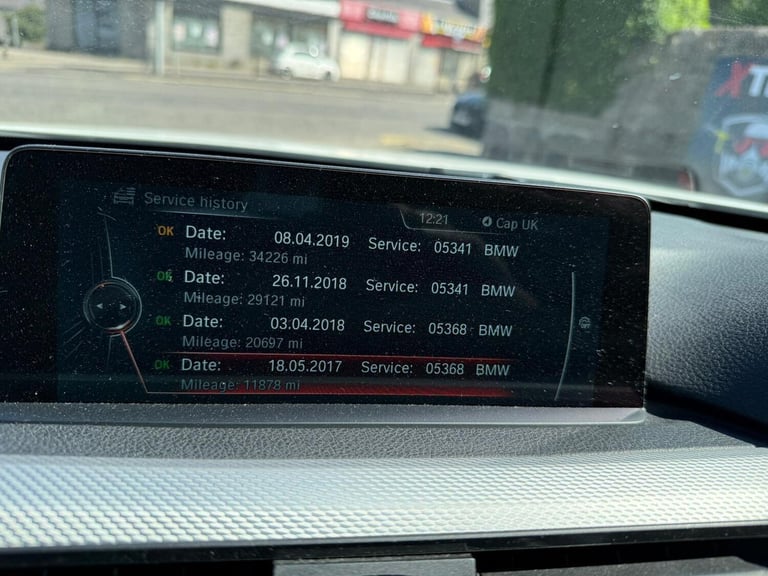 XT
Service history
12:21 Cap UK
OK Date: 08.04.2019 Service: 05341 BMW
Mileage: 34226 mi
OK Date: 26.11.2018 Service: 05341 BMW
Mileage: 29121 mi
OK Date: 03.04.2018 Service: 05368 BMW
Mileage: 20697 mi
OK Date: 18.05.2017 Service: 05368 BMW
Mileage: 11878 mi